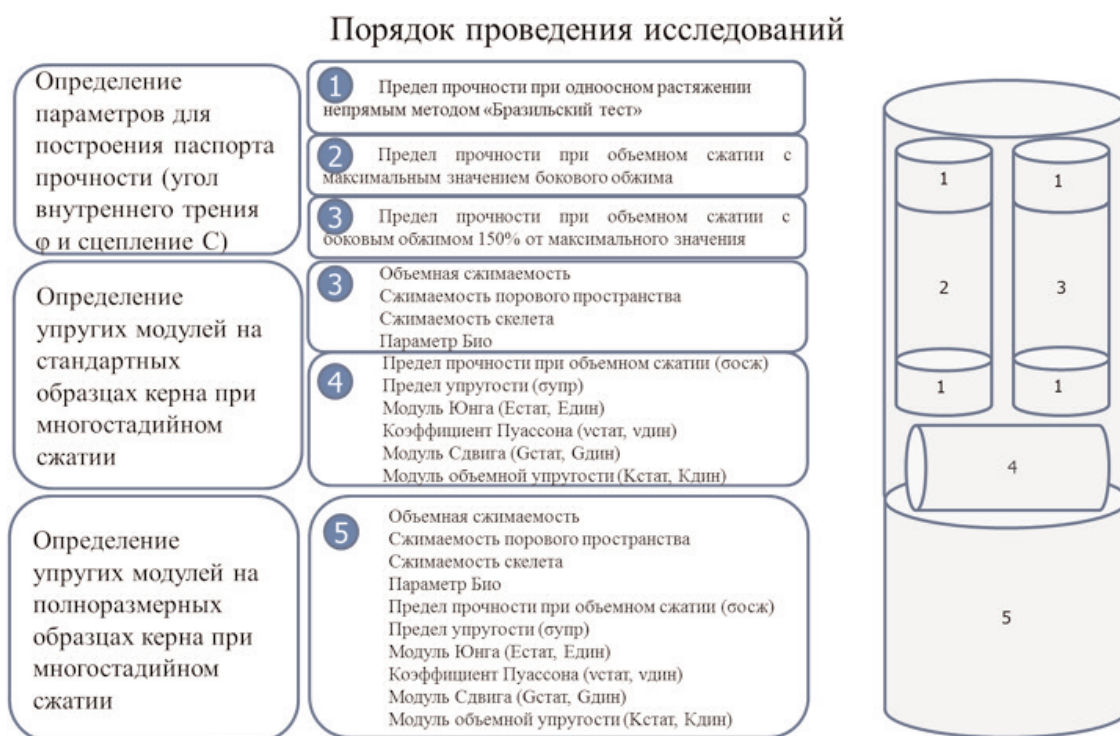 Порядок проведения исследований
Определение
параметров для
построения паспорта
прочности (угол
внутреннего трения
φ и сцепление С)
1 Предел прочности при одноосном растяжении
непрямым методом «Бразильский тест»
2 Предел прочности при объемном сжатии с
максимальным значением бокового обжима
3 Предел прочности при объемном сжатии с
боковым обжимом 150% от максимального значения
Определение
упругих модулей на
стандартных
образцах керна при
многостадийном
сжатии
3 Объемная сжимаемость
Сжимаемость порового пространства
Сжимаемость скелета
Параметр Био
4 Предел прочности при объемном сжатии (σосж)
Предел упругости (σупр)
Модуль Юнга (Естат, Един)
Коэффициент Пуассона (νстат, νдин)
Модуль Сдвига (Gстат, Gдин)
Модуль объемной упругости (Кстат, Кдин)
Определение
упругих модулей на
полноразмерных
образцах керна при
многостадийном
сжатии
5 Объемная сжимаемость
Сжимаемость порового пространства
Сжимаемость скелета
Параметр Био
Предел прочности при объемном сжатии (σосж)
Предел упругости (σупр)
Модуль Юнга (Естат, Един)
Коэффициент Пуассона (νстат, νдин)
Модуль Сдвига (Gстат, Gдин)
Модуль объемной упругости (Кстат, Кдин)
1 1
2 3
1 1
4
5